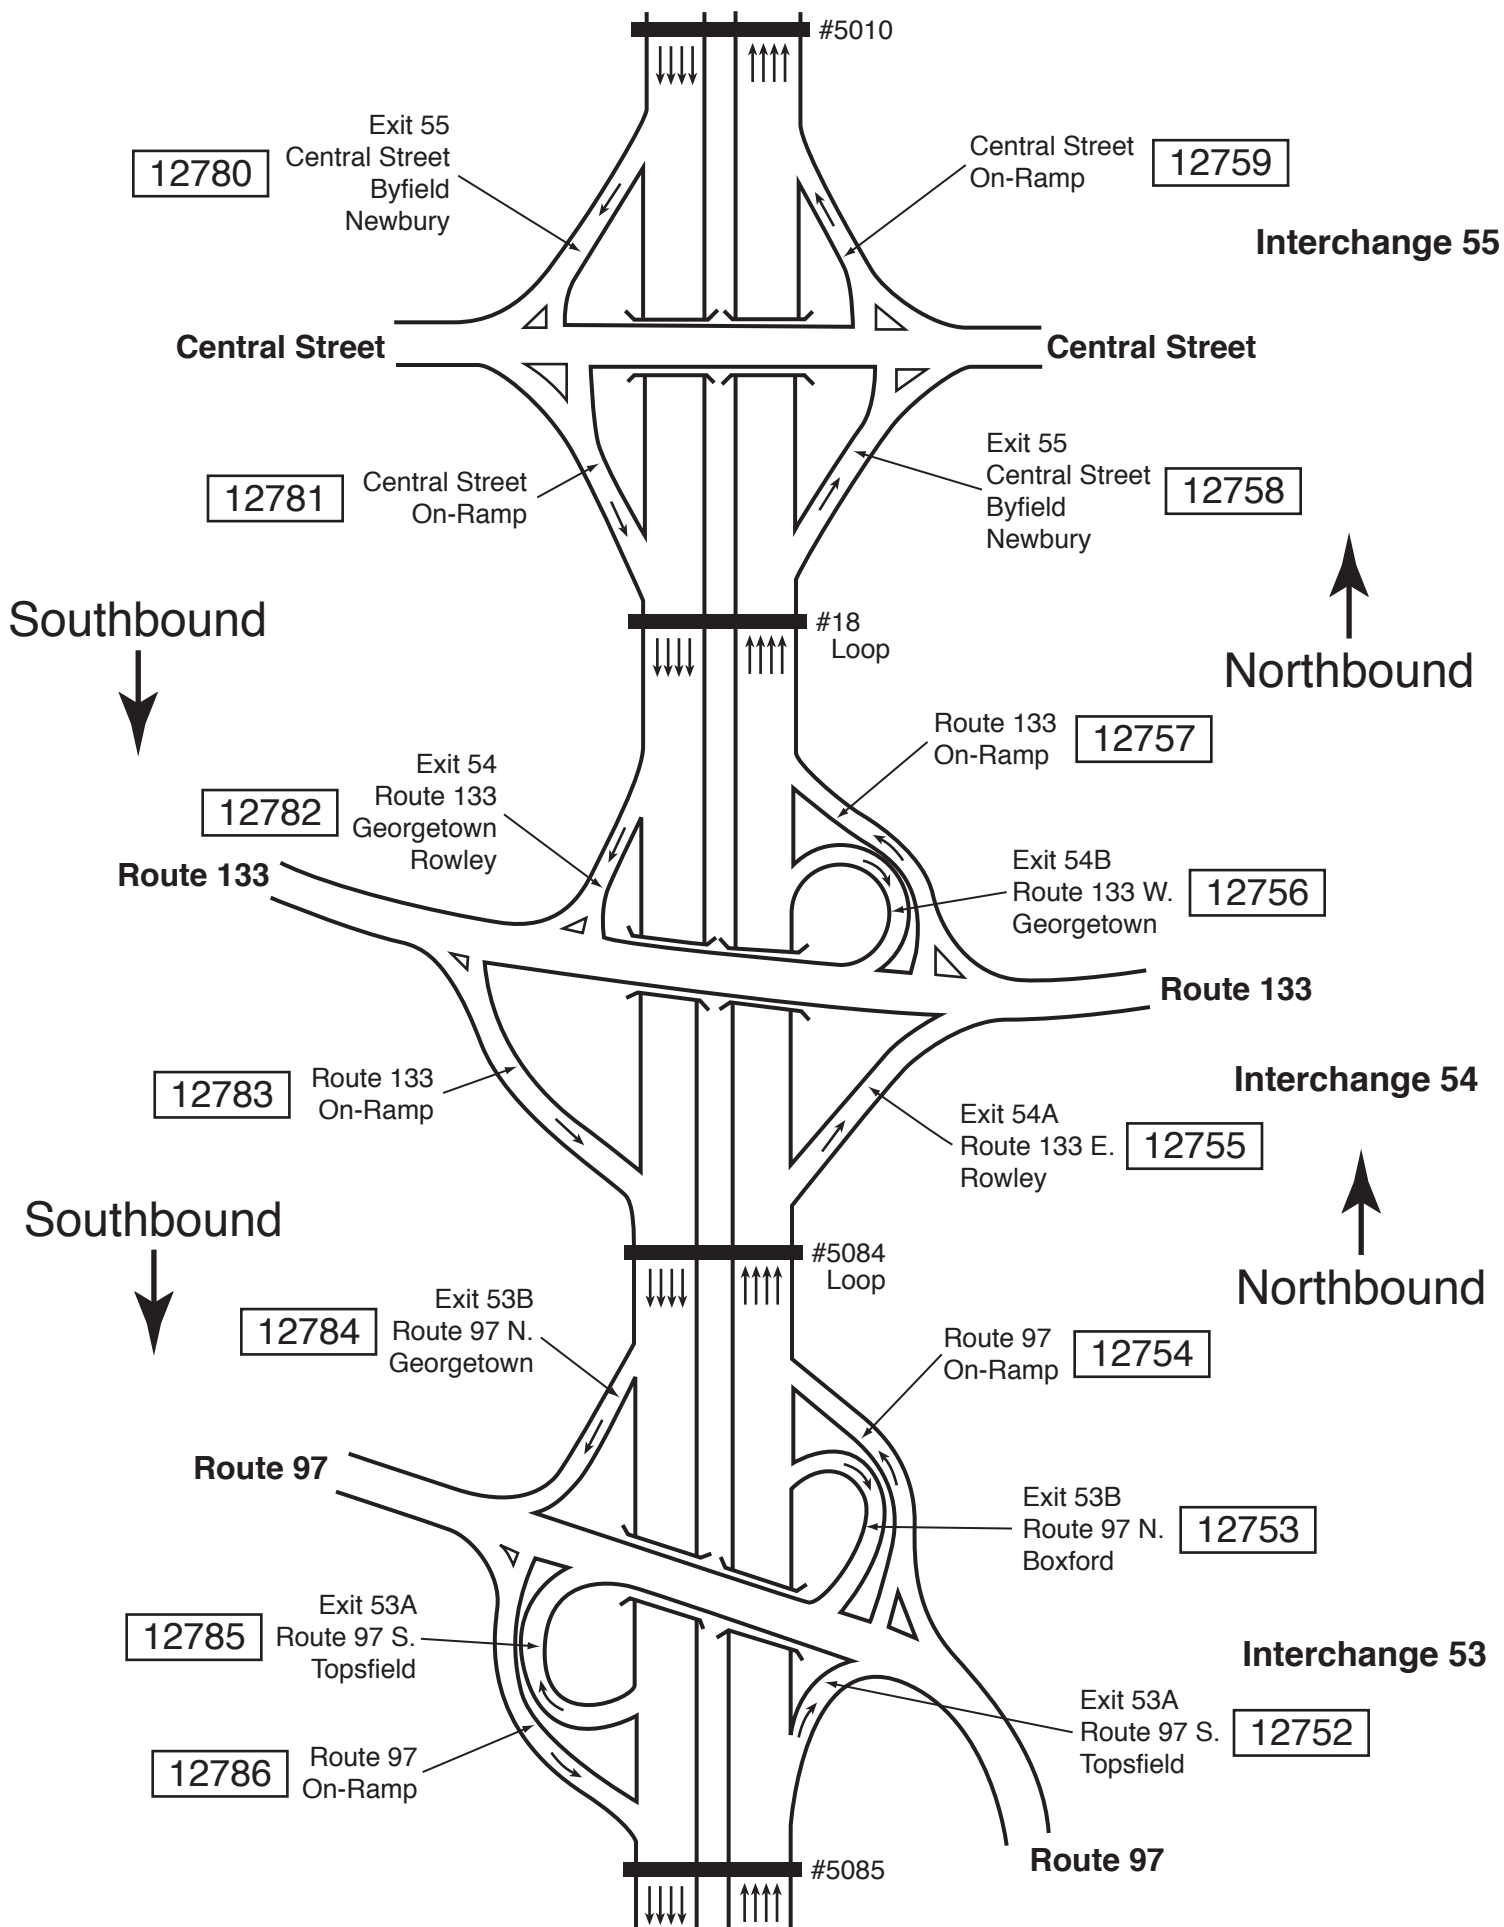 #5010
Exit 55
Central Street
Byfield
Newbury
12780
Central Street
On-Ramp
12759
Interchange 55
Central Street
Central Street
12781
Central Street
On-Ramp
Exit 55
Central Street
Byfield
Newbury
12758
Southbound
#18
Loop
Northbound
Route 133
On-Ramp
12757
Exit 54
Route 133
Georgetown
Rowley
12782
Route 133
Exit 54B
Route 133 W.
Georgetown
12756
Route 133
12783
Route 133
On-Ramp
Interchange 54
Exit 54A
Route 133 E.
Rowley
12755
Southbound
#5084
Loop
Northbound
12784
Exit 53B
Route 97 N.
Georgetown
Route 97
On-Ramp
12754
Route 97
Exit 53B
Route 97 N.
Boxford
12753
12785
Exit 53A
Route 97 S.
Topsfield
Interchange 53
Exit 53A
Route 97 S.
Topsfield
12752
12786
Route 97
On-Ramp
Route 97
#5085